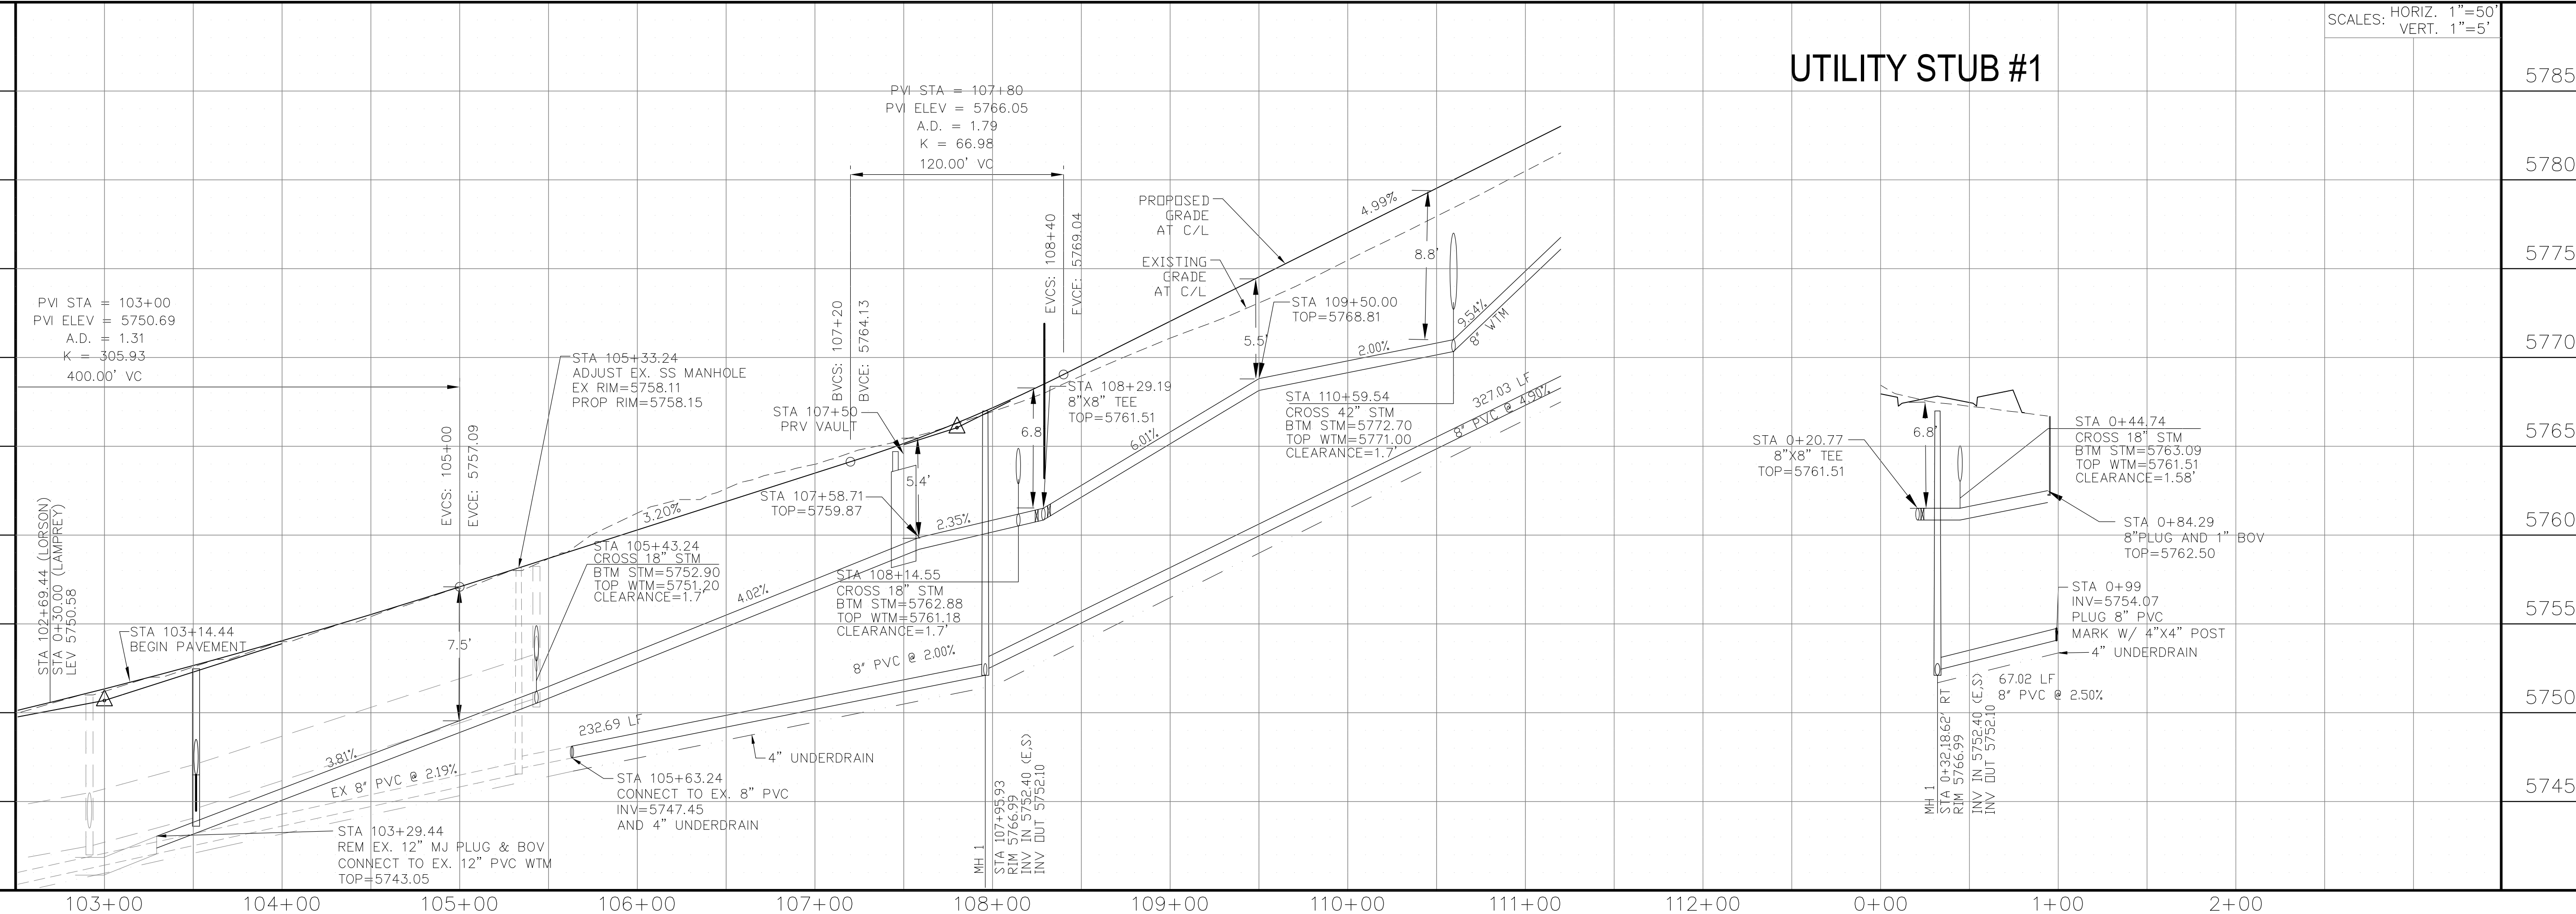 SCALES: HORIZ. 1"=50'
VERT. 1"=5'
UTILITY STUB #1
5785
5780
5775
5770
5765
5760
5755
5750
5745
PVI STA = 107+80
PVI ELEV = 5766.05
A.D. = 1.79
K = 66.98
120.00' VC
PVI STA = 103+00
PVI ELEV = 5750.69
A.D. = 1.31
K = 305.93
400.00' VC
STA 102+69.44 (LORSON)
STA 0+30.00 (LAMPREY)
LEV 5750.58
STA 103+14.44
BEGIN PAVEMENT
EVCS: 105+00
EVCE: 5757.09
7.5'
3.81%
EX 8" PVC @ 2.19%
STA 103+29.44
REM EX. 12" MJ PLUG & BOV
CONNECT TO EX. 12" PVC WTM
TOP=5743.05
STA 105+33.24
ADJUST EX. SS MANHOLE
EX RIM=5758.11
PROP RIM=5758.15
3.20%
STA 105+43.24
CROSS 18" STM
BTM STM=5752.90
TOP WTM=5751.20
CLEARANCE=1.7'
4.02%
232.69 LF
8" PVC @ 2.00%
4" UNDERDRAIN
STA 105+63.24
CONNECT TO EX. 8" PVC
INV=5747.45
AND 4" UNDERDRAIN
BVCS: 107+20
BVCE: 5764.13
STA 107+50
PRV VAULT
STA 107+58.71
TOP=5759.87
5.4'
2.35%
STA 108+14.55
CROSS 18" STM
BTM STM=5762.88
TOP WTM=5761.18
CLEARANCE=1.7'
MH 1
STA 107+95.93
RIM 5766.99
INV IN 5752.40 (E,S)
INV OUT 5752.10
EVCS: 108+40
EVCE: 5769.04
6.8'
STA 108+29.19
8"X8" TEE
TOP=5761.51
6.01%
PROPOSED
GRADE
AT C/L
EXISTING
GRADE
AT C/L
4.99%
5.5'
STA 109+50.00
TOP=5768.81
2.00%
8.8'
9.54%
8" WTM
STA 110+59.54
CROSS 42" STM
BTM STM=5772.70
TOP WTM=5771.00
CLEARANCE=1.7'
327.03 LF
8" PVC @ 4.90%
STA 0+20.77
8"X8" TEE
TOP=5761.51
6.8'
STA 0+44.74
CROSS 18" STM
BTM STM=5763.09
TOP WTM=5761.51
CLEARANCE=1.58'
STA 0+84.29
8"PLUG AND 1" BOV
TOP=5762.50
STA 0+99
INV=5754.07
PLUG 8" PVC
MARK W/ 4"X4" POST
4" UNDERDRAIN
67.02 LF
8" PVC @ 2.50%
MH 1
STA 0+32,18.62' RT
RIM 5766.99
INV IN 5752.40 (E,S)
INV OUT 5752.10
103+00
104+00
105+00
106+00
107+00
108+00
109+00
110+00
111+00
112+00
0+00
1+00
2+00